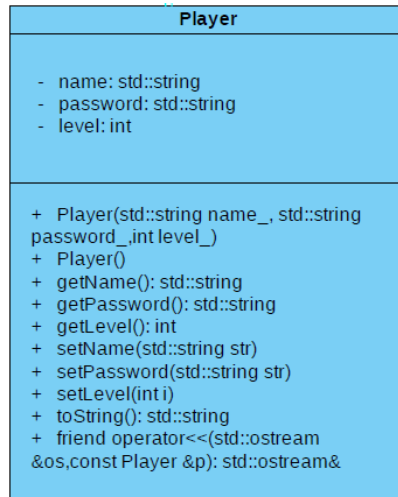 Player
- name: std::string
- password: std::string
- level: int
+ Player(std::string name_, std::string
password_,int level_)
+ Player()
+ getName(): std::string
+ getPassword(): std::string
+ getLevel(): int
+ setName(std::string str)
+ setPassword(std::string str)
+ setLevel(int i)
+ toString(): std::string
+ friend operator<<(std::ostream
&os,const Player &p): std::ostream&